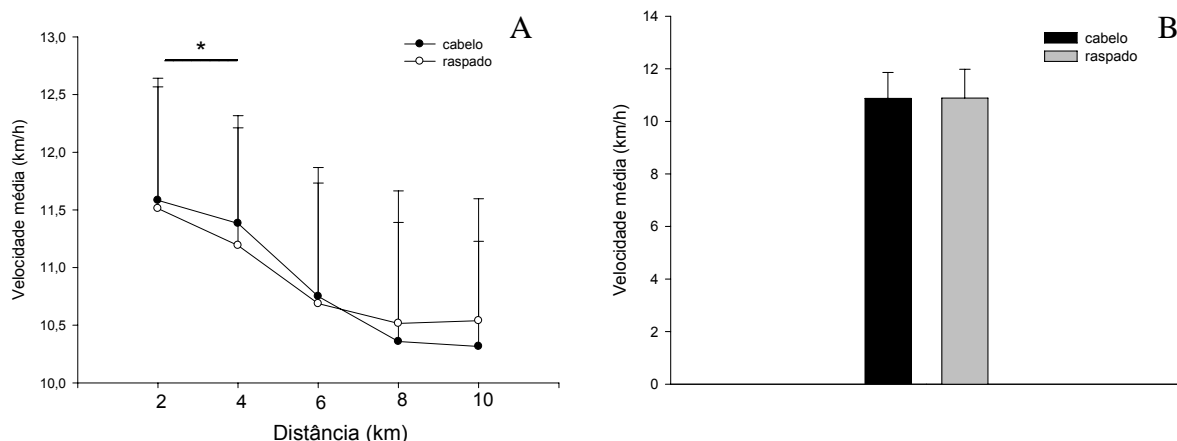 A
cabelo
raspado
*
Velocidade média (km/h)
13,0
12,5
12,0
11,5
11,0
10,5
10,0
2 4 6 8 10
Distância (km)
B
cabelo
raspado
Velocidade média (km/h)
14
12
10
8
6
4
2
0